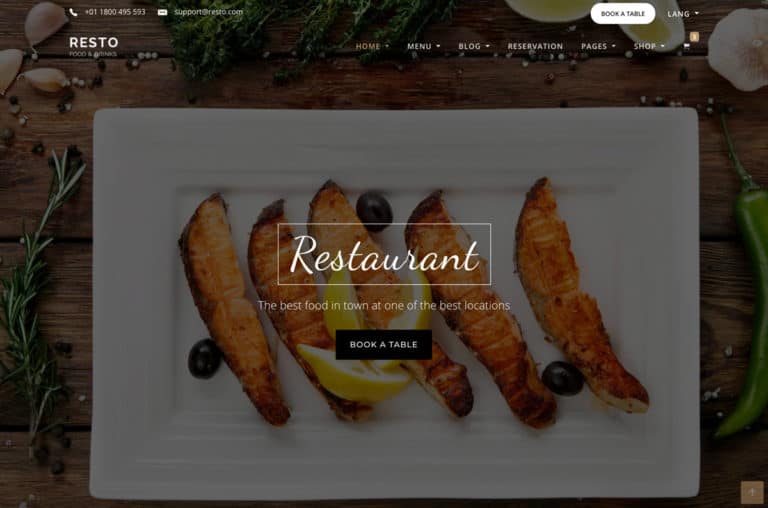 +01 1800 495 593 support@resto.com BOOK A TABLE LANG
RESTO
FOOD & DRINKS
HOME MENU BLOG RESERVATION PAGES SHOP
Restaurant
The best food in town at one of the best locations
BOOK A TABLE